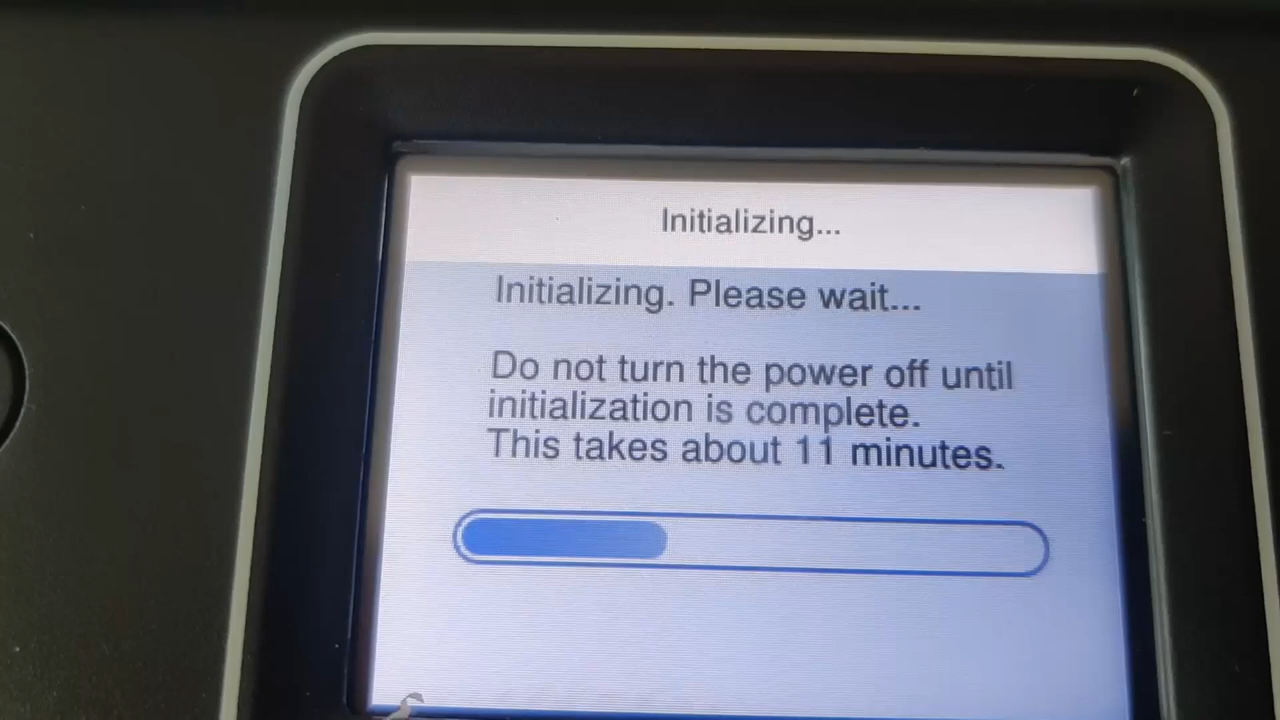 Initializing...
Initializing. Please wait...
Do not turn the power off until
initialization is complete.
This takes about 11 minutes.